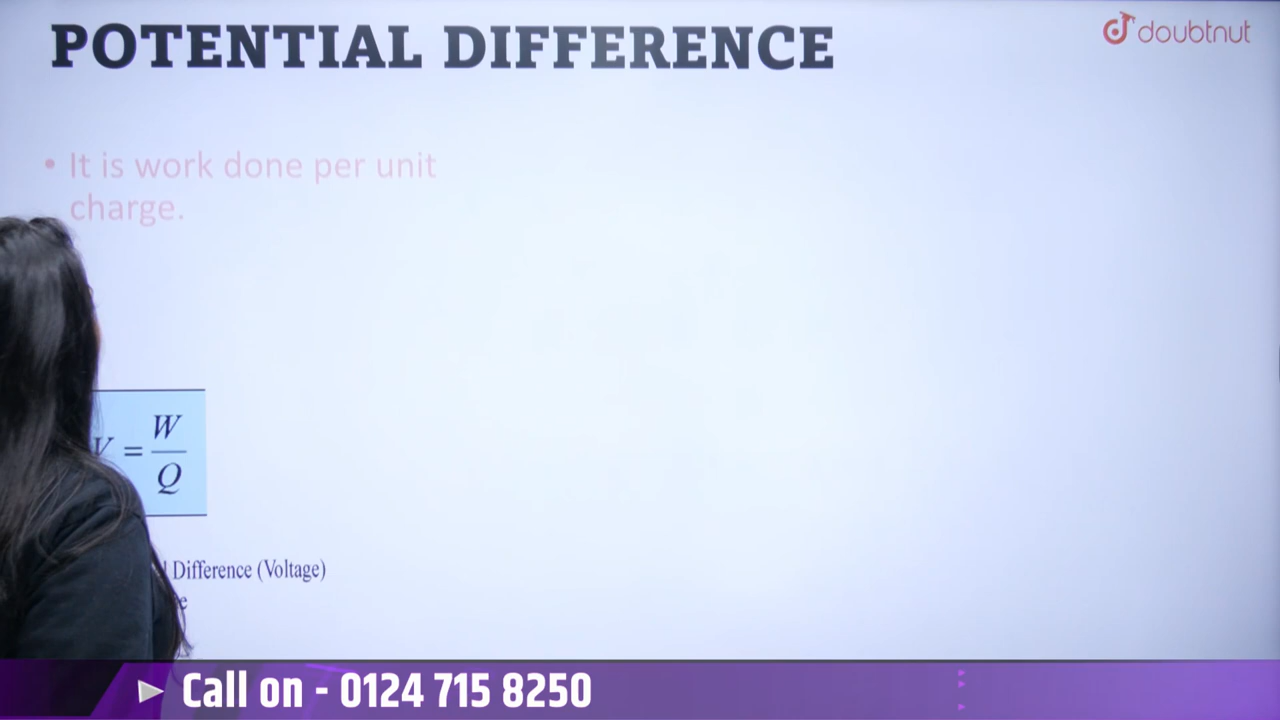 POTENTIAL DIFFERENCE
doubtnut
• It is work done per unit
charge.
V = W/Q
Difference (Voltage)
Call on - 0124 715 8250